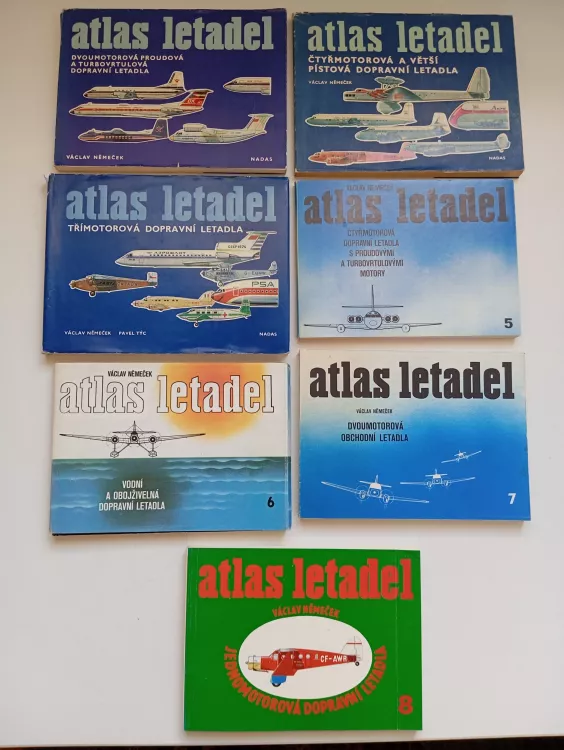 atlas letadel
DVOUMOTOROVÁ PROUDOVÁ
A TURBOVRTULOVÁ
DOPRAVNÍ LETADLA
VÁCLAV NĚMEČEK
NADAS
atlas letadel
ČTYŘMOTOROVÁ A VĚTŠÍ
PÍSTOVÁ DOPRAVNÍ LETADLA
VÁCLAV NĚMEČEK
NADAS
atlas letadel
TŘÍMOTOROVÁ DOPRAVNÍ LETADLA
PSA
VÁCLAV NĚMEČEK PAVEL TÝC
NADAS
VÁCLAV NĚMEČEK
atlas letadel
ČTYŘMOTOROVÁ
DOPRAVNÍ LETADLA
S PROUDOVÝMI
A TURBOVRTULOVÝMI
MOTORY
5
VÁCLAV NĚMEČEK
atlas letadel
VODNÍ
A OBOJŽIVELNÁ
DOPRAVNÍ LETADLA
6
atlas letadel
VÁCLAV NĚMEČEK
DVOUMOTOROVÁ
OBCHODNÍ LETADLA
7
atlas letadel
VÁCLAV NĚMEČEK
CF-AWR
JEDNOMOTOROVÁ DOPRAVNÍ LETADLA
8